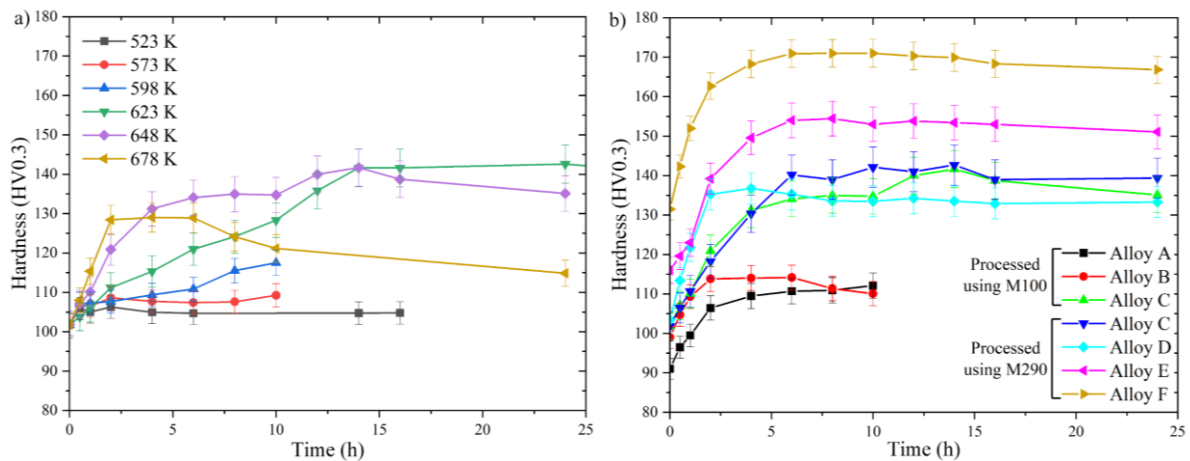 a)
180
170
160
150
140
130
120
110
100
90
80
Hardness (HV0.3)
523 K
573 K
598 K
623 K
648 K
678 K
0
5
10
15
20
25
Time (h)
b)
180
170
160
150
140
130
120
110
100
90
80
Hardness (HV0.3)
Processed
using M100
Alloy A
Alloy B
Alloy C
Processed
using M290
Alloy C
Alloy D
Alloy E
Alloy F
0
5
10
15
20
25
Time (h)